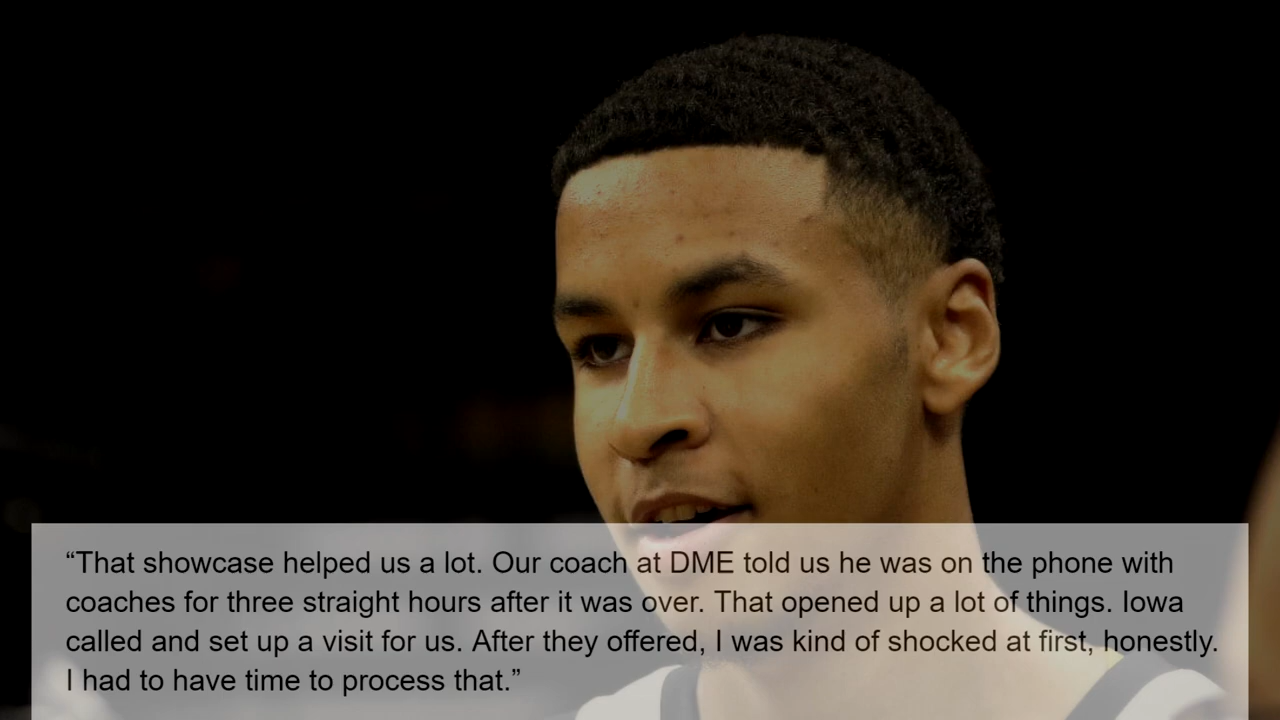 “That showcase helped us a lot. Our coach at DME told us he was on the phone with
coaches for three straight hours after it was over. That opened up a lot of things. Iowa
called and set up a visit for us. After they offered, I was kind of shocked at first, honestly.
I had to have time to process that.”